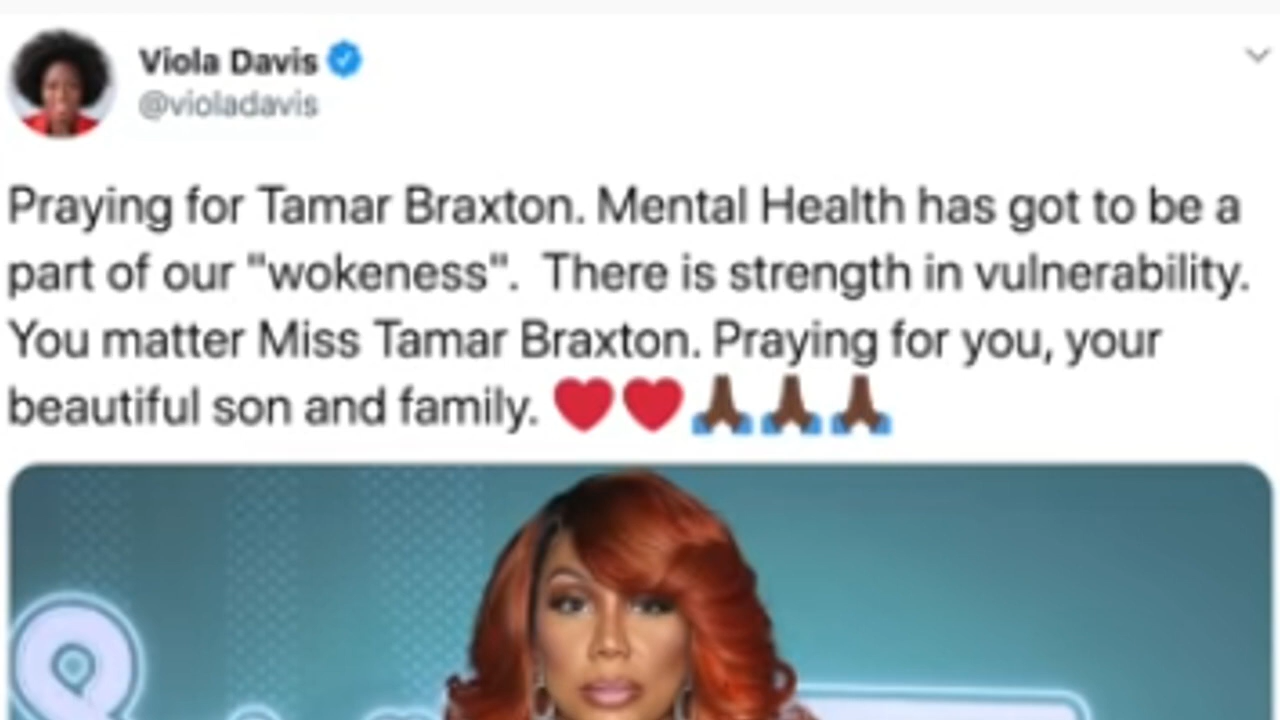 Viola Davis
@violadavis
Praying for Tamar Braxton. Mental Health has got to be a
part of our "wokeness".  There is strength in vulnerability.
You matter Miss Tamar Braxton. Praying for you, your
beautiful son and family. ❤️❤️🙏🏾🙏🏾🙏🏾